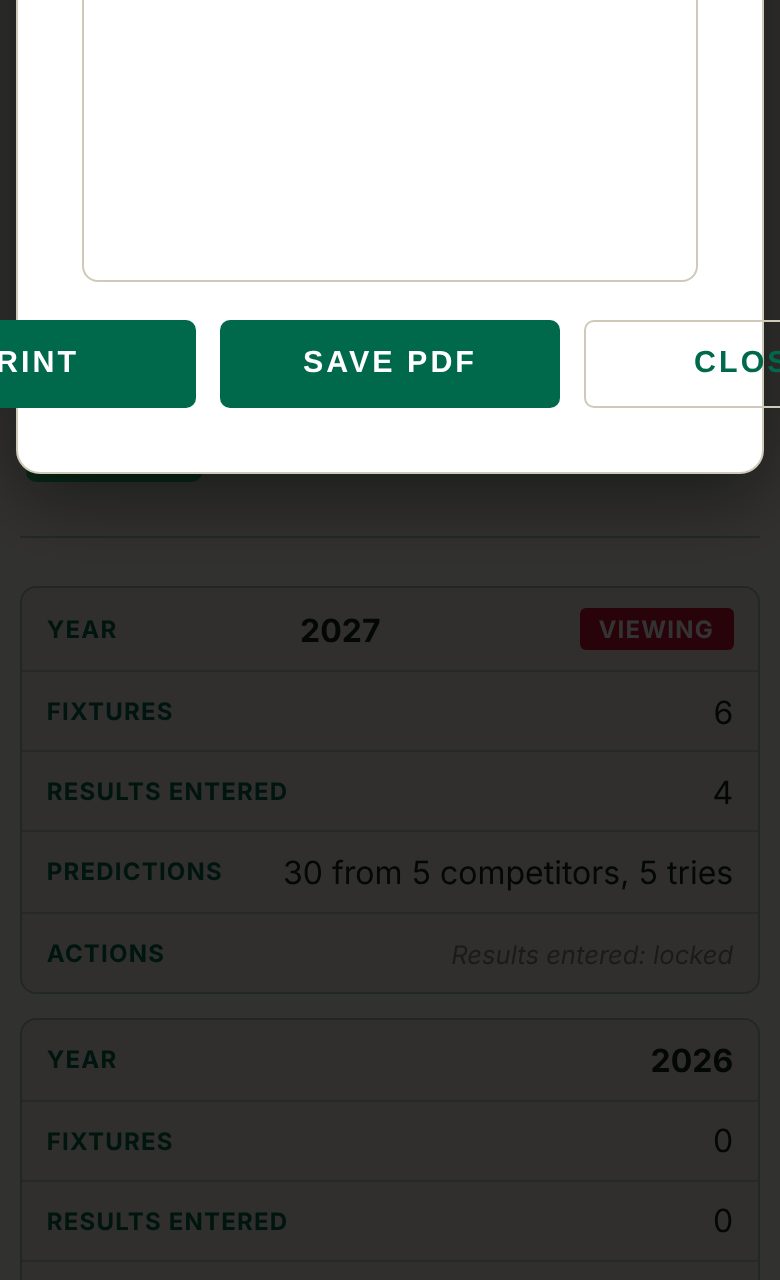 RINT SAVE PDF CLOS
YEAR 2027 VIEWING
FIXTURES 6
RESULTS ENTERED 4
PREDICTIONS 30 from 5 competitors, 5 tries
ACTIONS Results entered: locked
YEAR 2026
FIXTURES 0
RESULTS ENTERED 0